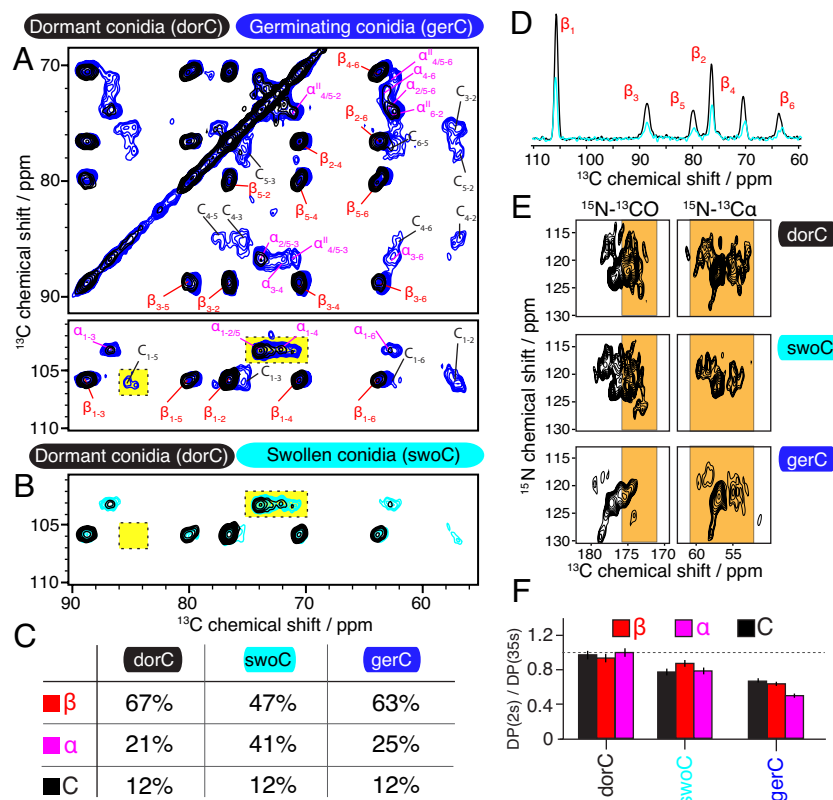 Dormant conidia (dorC) Germinating conidia (gerC)
A
70
80
90
¹³C chemical shift / ppm
β₄₋₆
αᴵᴵ₄/₅₋₆
α₄₋₆
α₂/₅₋₆
αᴵᴵ₆₋₂
αᴵᴵ₄/₅₋₂
C₃₋₂
β₂₋₆
C₆₋₅
β₂₋₄
C₅₋₃
β₅₋₂
β₅₋₄
β₅₋₆
C₅₋₂
C₄₋₅
C₄₋₃
C₄₋₆
C₄₋₂
α₂/₅₋₃
αᴵᴵ₄/₅₋₃
α₃₋₆
α₃₋₄
β₃₋₅
β₃₋₂
β₃₋₄
β₃₋₆
α₁₋₃
C₁₋₅
α₁₋₂/₅
α₁₋₄
α₁₋₆
C₁₋₆
C₁₋₂
C₁₋₃
105
110
β₁₋₃
β₁₋₅
β₁₋₂
β₁₋₄
β₁₋₆
Dormant conidia (dorC) Swollen conidia (swoC)
B
105
110
90 80 70 60
¹³C chemical shift / ppm
C
dorC swoC gerC
β 67% 47% 63%
α 21% 41% 25%
C 12% 12% 12%
D
β₁
β₃
β₅
β₂
β₄
β₆
110 100 90 80 70 60
¹³C chemical shift / ppm
E
¹⁵N-¹³CO ¹⁵N-¹³Cα
115
120
125
130
dorC
115
120
125
130
swoC
115
120
125
130
gerC
¹⁵N chemical shift / ppm
180 175 170 60 55
¹³C chemical shift / ppm
F
β α C
1.2
0.8
0.4
0
DP(2s) / DP(35s)
dorC
swoC
gerC